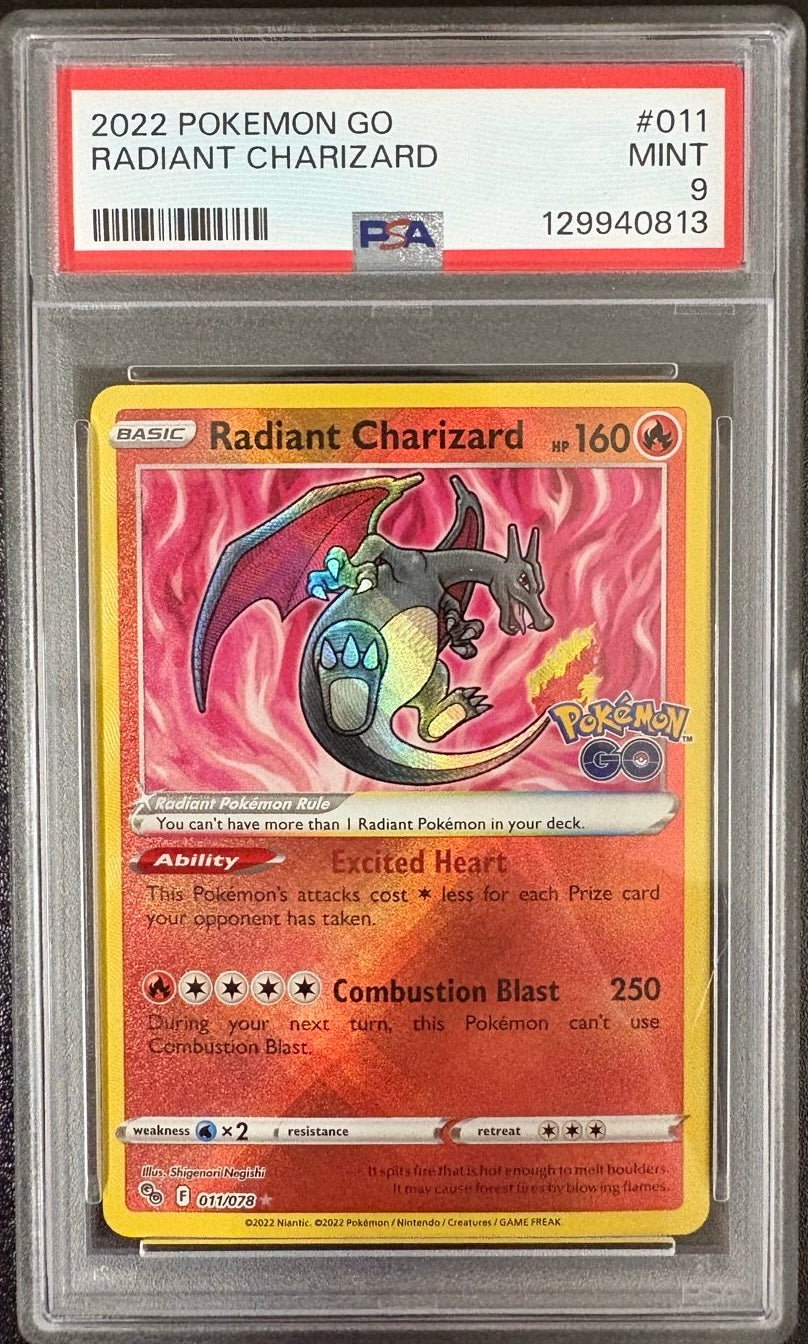 2022 POKEMON GO #011
RADIANT CHARIZARD MINT
9
PSA 129940813
BASIC Radiant Charizard HP 160
POKéMON™
GO
Radiant Pokémon Rule
You can't have more than 1 Radiant Pokémon in your deck.
Ability Excited Heart
This Pokémon's attacks cost less for each Prize card
your opponent has taken.
Combustion Blast 250
During your next turn, this Pokémon can't use
Combustion Blast.
weakness ×2 resistance retreat
Illus. Shigenori Negishi It spits fire that is hot enough to melt boulders.
GO F 011/078 It may cause forest fires by blowing flames.
©2022 Niantic. ©2022 Pokémon / Nintendo / Creatures / GAME FREAK.
PSA